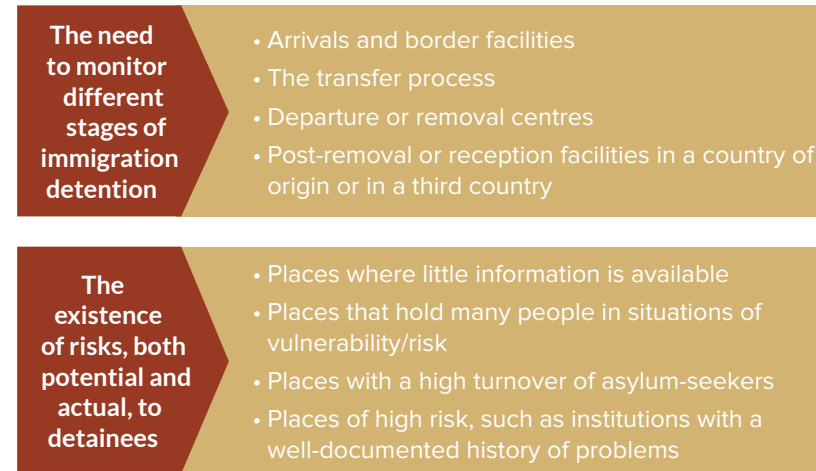 The need
to monitor
different
stages of
immigration
detention
• Arrivals and border facilities
• The transfer process
• Departure or removal centres
• Post-removal or reception facilities in a country of
origin or in a third country
The
existence
of risks, both
potential and
actual, to
detainees
• Places where little information is available
• Places that hold many people in situations of
vulnerability/risk
• Places with a high turnover of asylum-seekers
• Places of high risk, such as institutions with a
well-documented history of problems